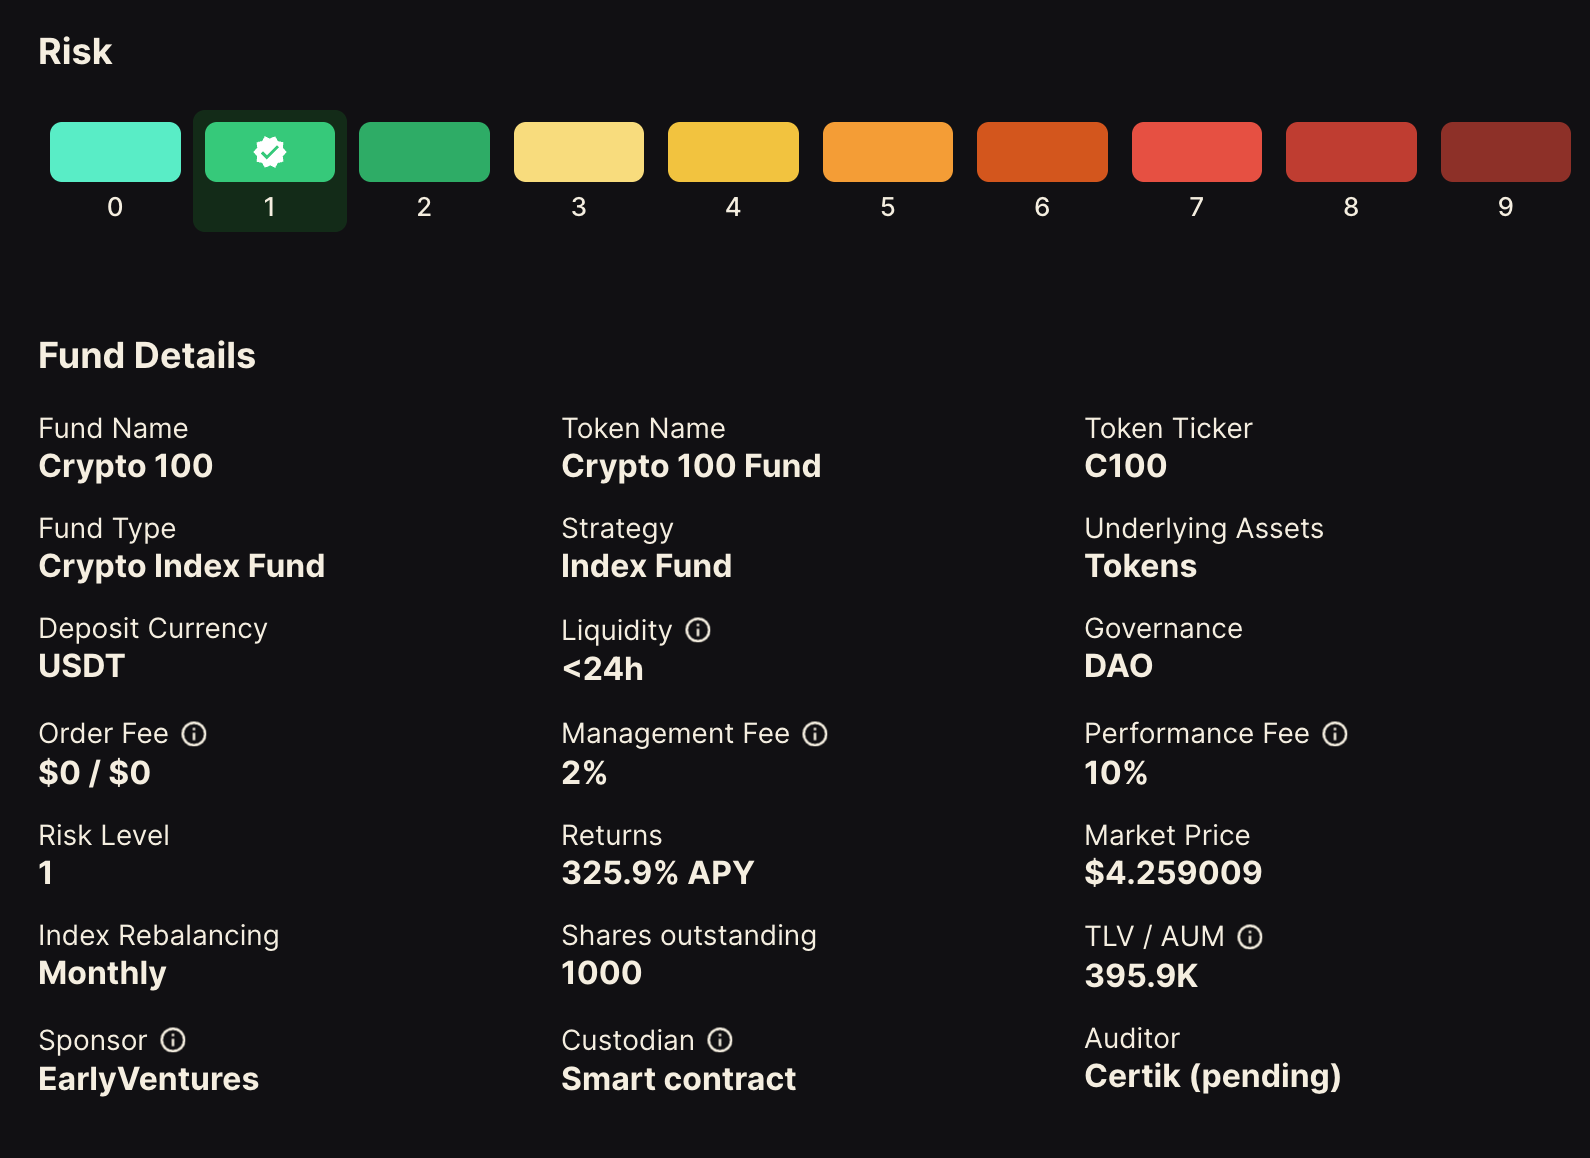 Risk
0 1 2 3 4 5 6 7 8 9
Fund Details
Fund Name
Crypto 100
Token Name
Crypto 100 Fund
Token Ticker
C100
Fund Type
Crypto Index Fund
Strategy
Index Fund
Underlying Assets
Tokens
Deposit Currency
USDT
Liquidity
<24h
Governance
DAO
Order Fee
$0 / $0
Management Fee
2%
Performance Fee
10%
Risk Level
1
Returns
325.9% APY
Market Price
$4.259009
Index Rebalancing
Monthly
Shares outstanding
1000
TLV / AUM
395.9K
Sponsor
EarlyVentures
Custodian
Smart contract
Auditor
Certik (pending)